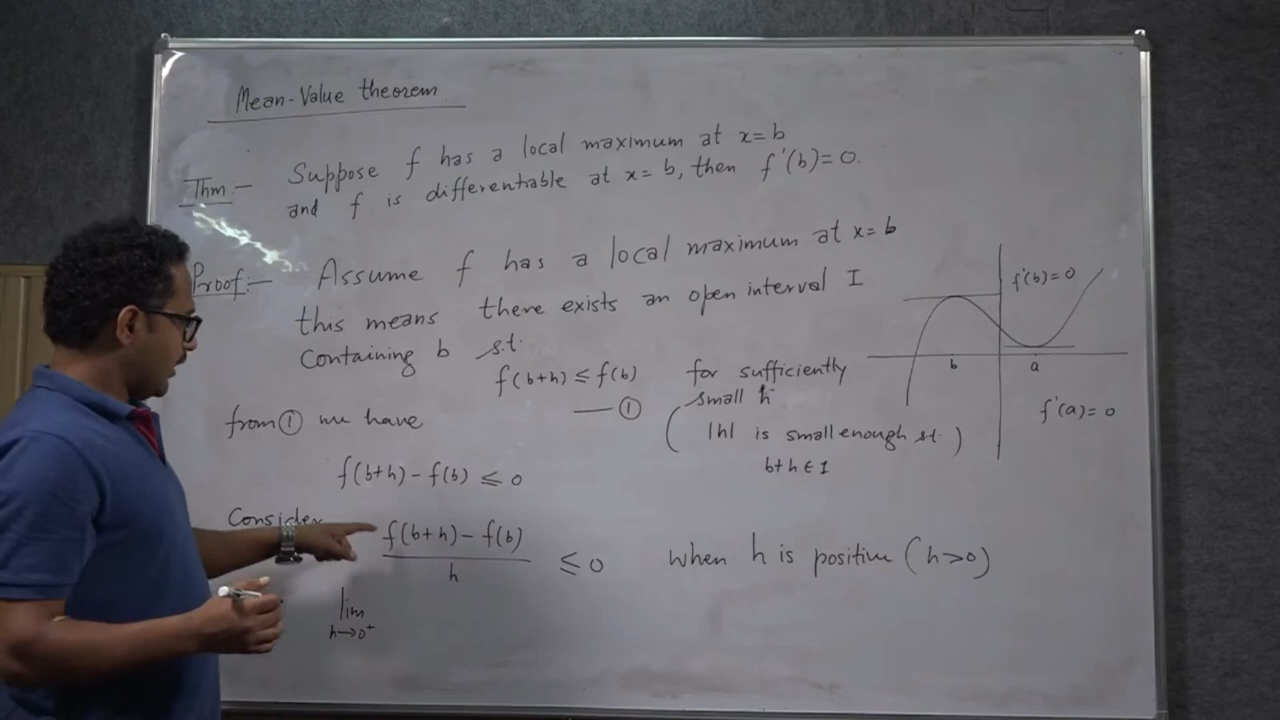 Mean-Value theorem
Thm:- Suppose f has a local maximum at x=b
and f is differentiable at x=b, then f'(b)=0.
Proof:- Assume f has a local maximum at x=b
this means there exists an open interval I
Containing b s.t.
f(b+h) ≤ f(b) for sufficiently
small h
—— ①
(|h| is small enough s.t.)
b+h ∈ I
from ① we have
f(b+h) - f(b) ≤ 0
Consider
f(b+h) - f(b)
h
≤ 0 when h is positive (h>0)
lim
h→0⁺
f'(b)=0
b
a
f'(a)=0